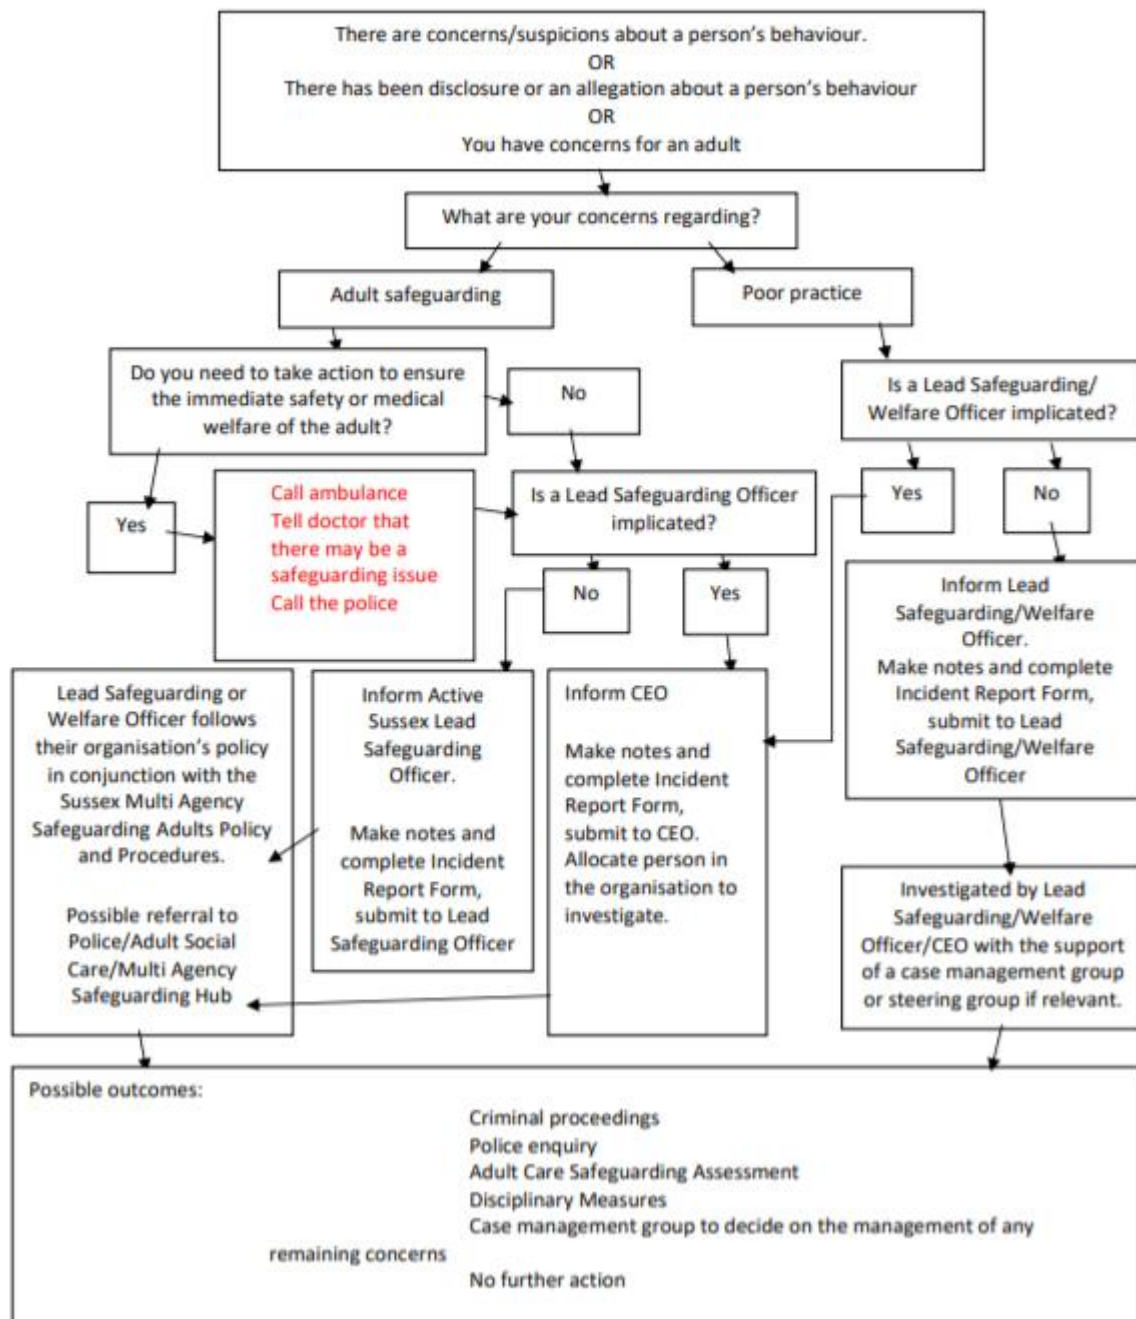 There are concerns/suspicions about a person's behaviour.
OR
There has been disclosure or an allegation about a person's behaviour
OR
You have concerns for an adult
What are your concerns regarding?
Adult safeguarding
Poor practice
Do you need to take action to ensure
the immediate safety or medical
welfare of the adult?
No
Is a Lead Safeguarding/
Welfare Officer implicated?
Yes
Call ambulance
Tell doctor that
there may be a
safeguarding issue
Call the police
Is a Lead Safeguarding Officer
implicated?
Yes
No
No
Yes
Inform Lead
Safeguarding/Welfare
Officer.
Make notes and complete
Incident Report Form,
submit to Lead
Safeguarding/Welfare
Officer
Lead Safeguarding or
Welfare Officer follows
their organisation's policy
in conjunction with the
Sussex Multi Agency
Safeguarding Adults Policy
and Procedures.
Possible referral to
Police/Adult Social
Care/Multi Agency
Safeguarding Hub
Inform Active
Sussex Lead
Safeguarding
Officer.
Make notes and
complete Incident
Report Form,
submit to Lead
Safeguarding Officer
Inform CEO
Make notes and
complete Incident
Report Form,
submit to CEO.
Allocate person in
the organisation to
investigate.
Investigated by Lead
Safeguarding/Welfare
Officer/CEO with the support
of a case management group
or steering group if relevant.
Possible outcomes:
Criminal proceedings
Police enquiry
Adult Care Safeguarding Assessment
Disciplinary Measures
Case management group to decide on the management of any
remaining concerns
No further action